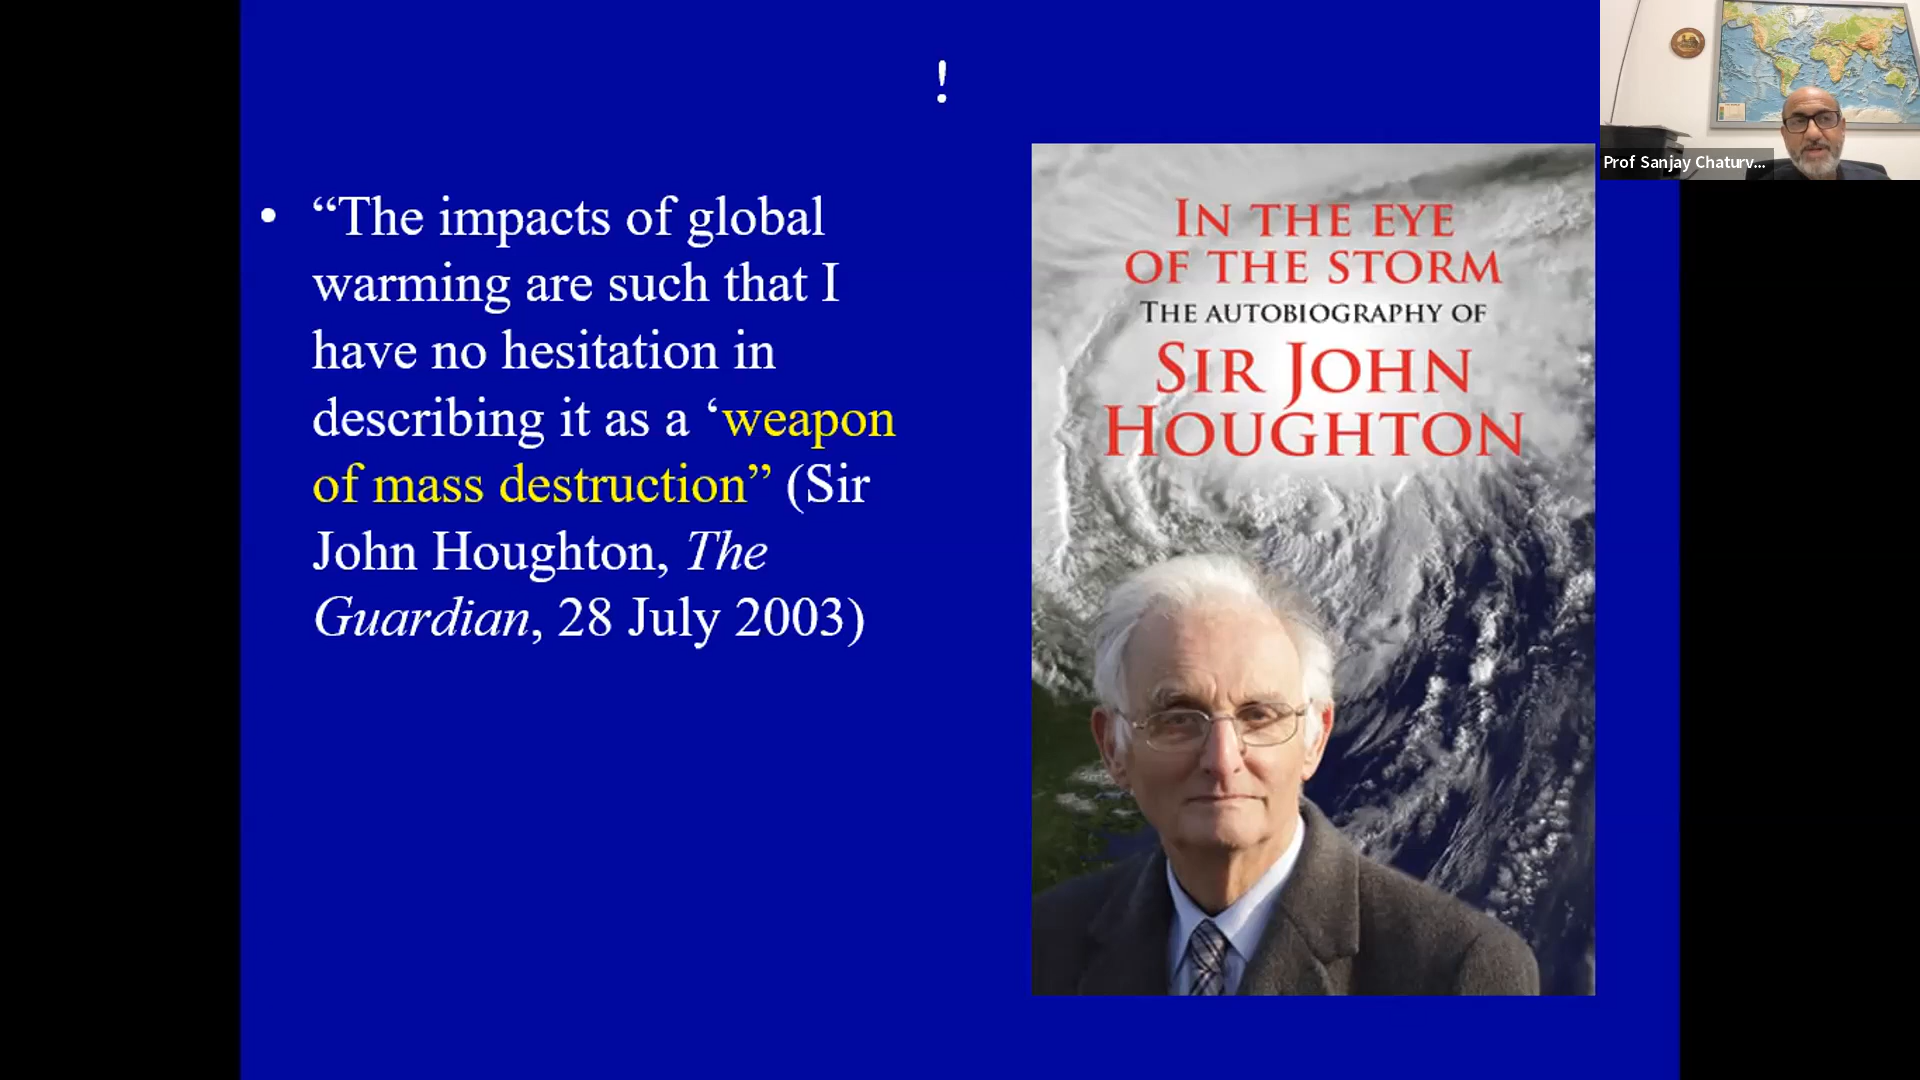 !
• “The impacts of global
warming are such that I
have no hesitation in
describing it as a ‘weapon
of mass destruction” (Sir
John Houghton, The
Guardian, 28 July 2003)
IN THE EYE
OF THE STORM
THE AUTOBIOGRAPHY OF
SIR JOHN
HOUGHTON
Prof Sanjay Chaturv...